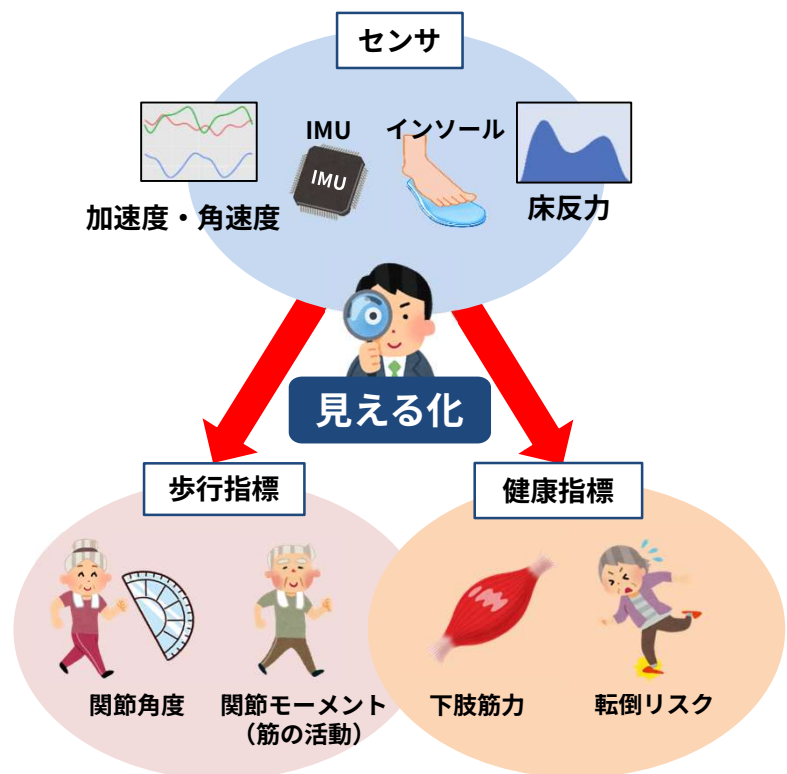 センサ
IMU
インソール
IMU
加速度・角速度
床反力
見える化
歩行指標
健康指標
関節角度
関節モーメント
（筋の活動）
下肢筋力
転倒リスク